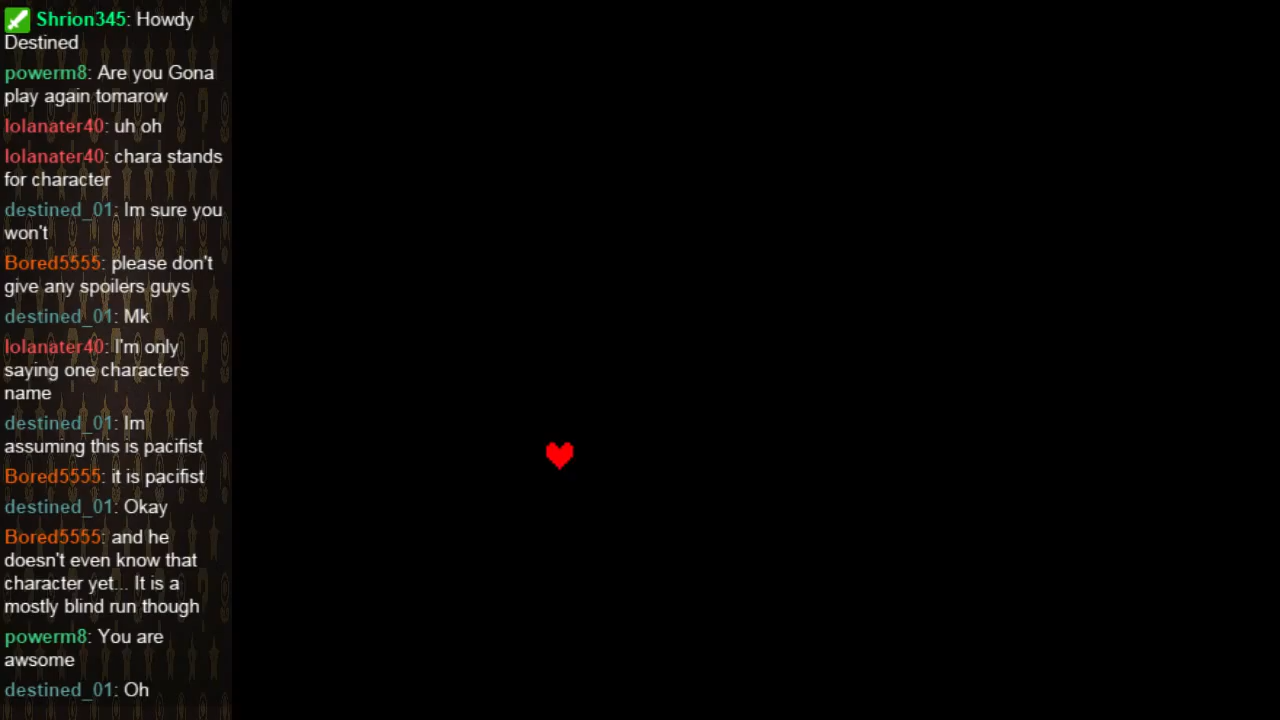 Shrion345: Howdy
Destined
powerm8: Are you Gona
play again tomarow
lolanater40: uh oh
lolanater40: chara stands
for character
destined_01: Im sure you
won't
Bored5555: please don't
give any spoilers guys
destined_01: Mk
lolanater40: I'm only
saying one characters
name
destined_01: Im
assuming this is pacifist
Bored5555: it is pacifist
destined_01: Okay
Bored5555: and he
doesn't even know that
character yet... It is a
mostly blind run though
powerm8: You are
awsome
destined_01: Oh